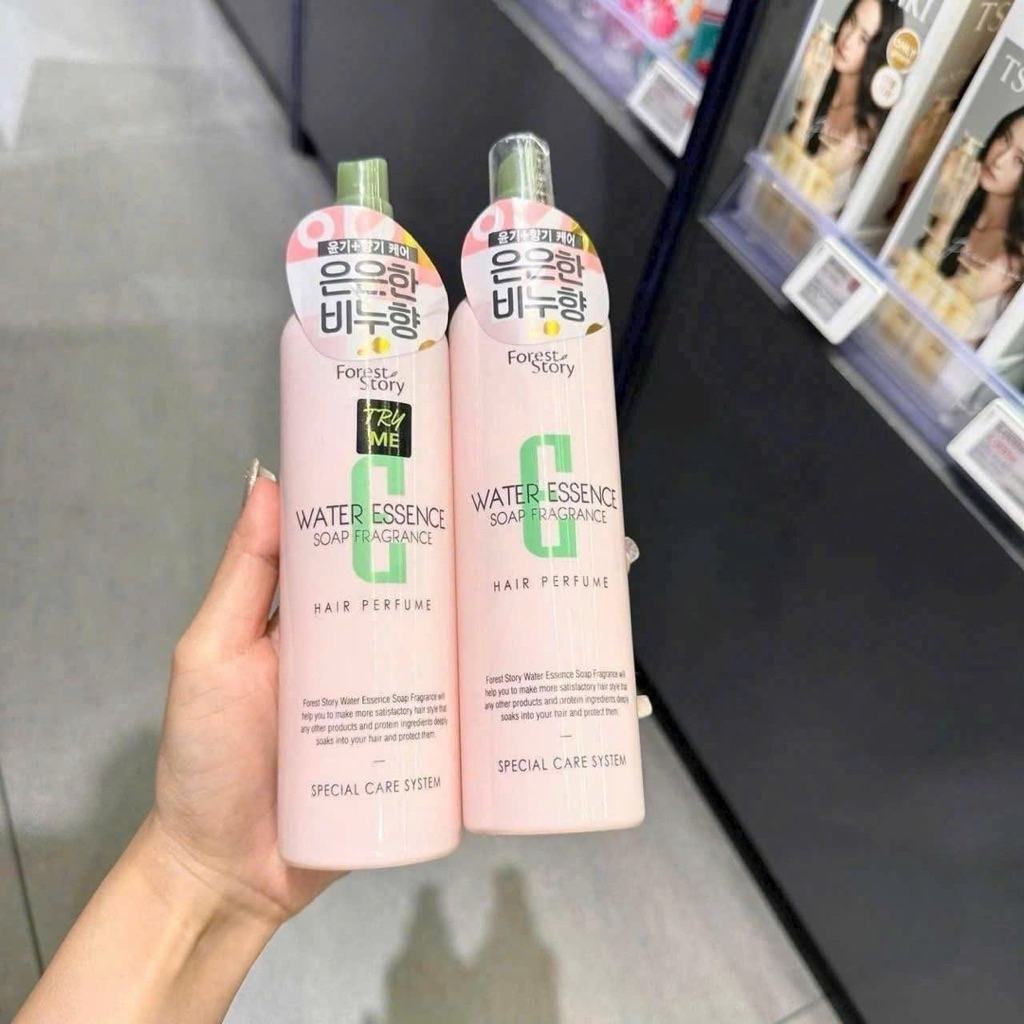 윤기+향기 케어
은은한
비누향
Forest
Story
TRY
ME
WATER ESSENCE
SOAP FRAGRANCE
HAIR PERFUME
Forest Story Water Essence Soap Fragrance will
help you to make more satisfactory hair style that
any other products and protein ingredients deeply
soaks into your hair and protect them.
SPECIAL CARE SYSTEM
윤기+향기 케어
은은한
비누향
Forest
Story
WATER ESSENCE
SOAP FRAGRANCE
HAIR PERFUME
Forest Story Water Essence Soap Fragrance will
help you to make more satisfactory hair style that
any other products and protein ingredients deeply
soaks into your hair and protect them.
SPECIAL CARE SYSTEM
TS